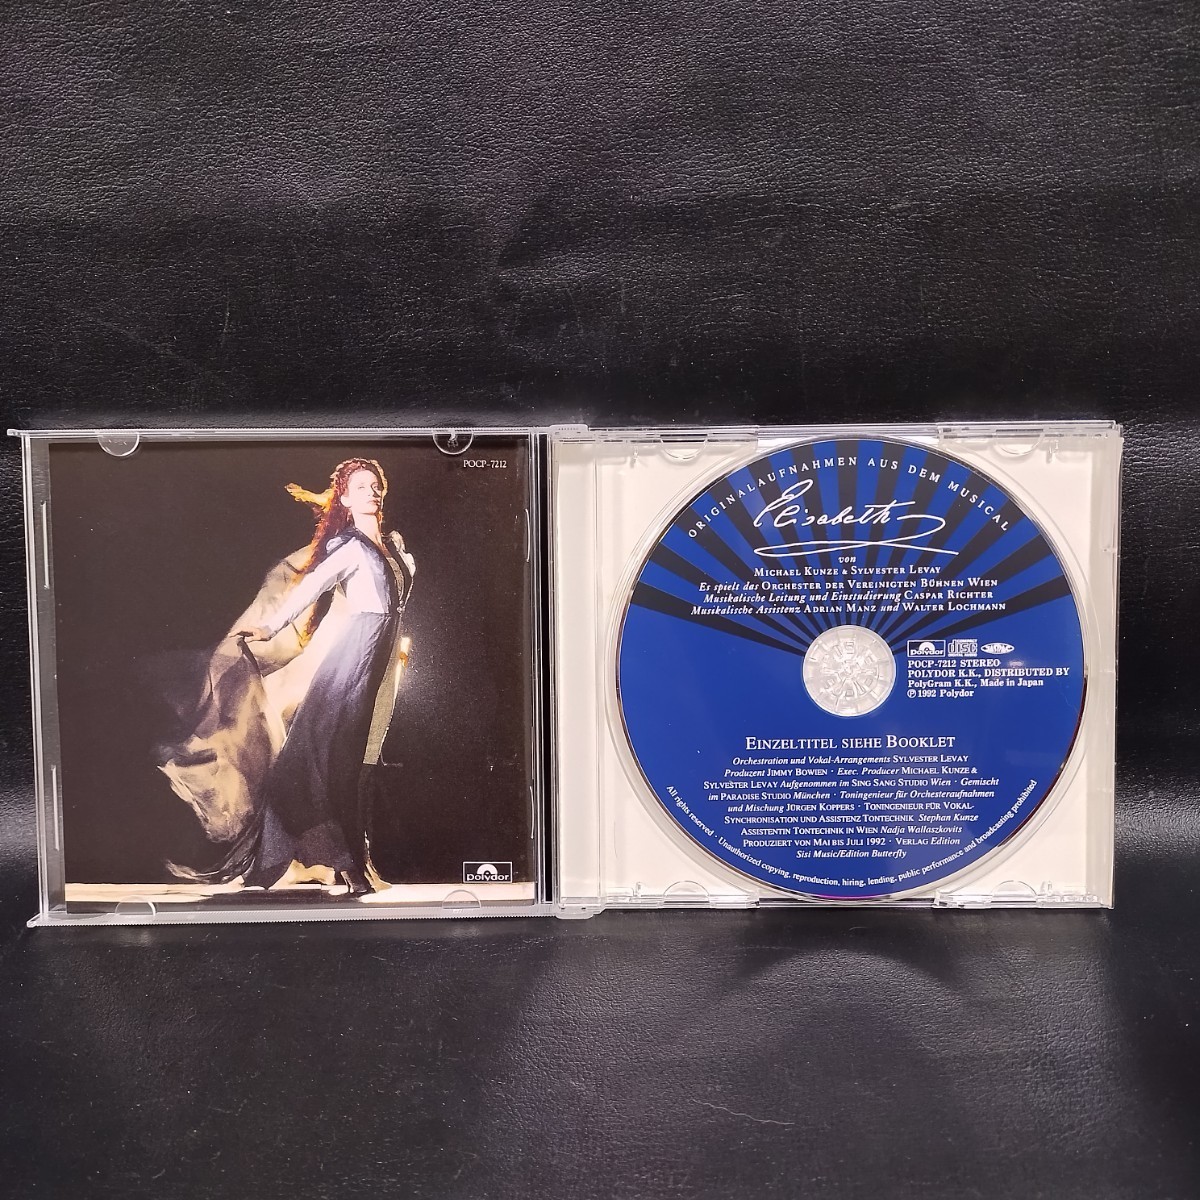 POCP-7212
Polydor
ORIGINALAUFNAHMEN AUS DEM MUSICAL
Elisabeth
von
MICHAEL KUNZE & SYLVESTER LEVAY
Es spielt das ORCHESTER DER VEREINIGTEN BÜHNEN WIEN
Musikalische Leitung und Einstudierung CASPAR RICHTER
Musikalische Assistenz ADRIAN MANZ und WALTER LOCHMANN
Polydor
COMPACT disc DIGITAL AUDIO
POCP-7212 STEREO
POLYDOR K.K., DISTRIBUTED BY
PolyGram K.K., Made in Japan
Ⓟ 1992 Polydor
EINZELTITEL SIEHE BOOKLET
Orchestration und Vokal-Arrangements SYLVESTER LEVAY
Produzent JIMMY BOWIEN · Exec. Producer MICHAEL KUNZE &
SYLVESTER LEVAY Aufgenommen im SING SANG STUDIO Wien · Gemischt
im PARADISE STUDIO München · Toningenieur für Orchesteraufnahmen
und Mischung JÜRGEN KOPPERS · TONINGENIEUR FÜR VOKAL-
SYNCHRONISATION UND ASSISTENZ TONTECHNIK Stephan Kunze
ASSISTENTIN TONTECHNIK IN WIEN Nadja Wallaszkovits
PRODUZIERT VON MAI BIS JULI 1992 · VERLAG Edition
Sisi Music/Edition Butterfly
All rights reserved · Unauthorized copying, reproduction, hiring, lending, public performance and broadcasting prohibited